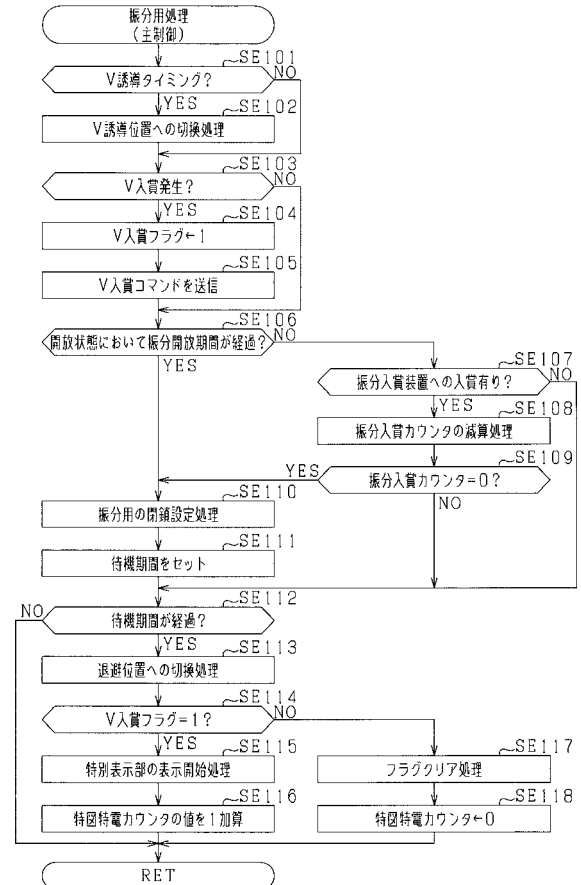 振分用処理
(主制御)
SE101
V誘導タイミング?
NO
YES
SE102
V誘導位置への切換処理
SE103
V入賞発生?
NO
YES
SE104
V入賞フラグ←1
SE105
V入賞コマンドを送信
SE106
開放状態において振分開放期間が経過?
NO
YES
SE107
振分入賞装置への入賞有り?
NO
YES
SE108
振分入賞カウンタの減算処理
SE109
振分入賞カウンタ=0?
YES
NO
SE110
振分用の閉鎖設定処理
SE111
待機期間をセット
SE112
待機期間が経過?
NO
YES
SE113
退避位置への切換処理
SE114
V入賞フラグ=1?
NO
YES
SE115
特別表示部の表示開始処理
SE116
特図特電カウンタの値を1加算
SE117
フラグクリア処理
SE118
特図特電カウンタ←0
RET